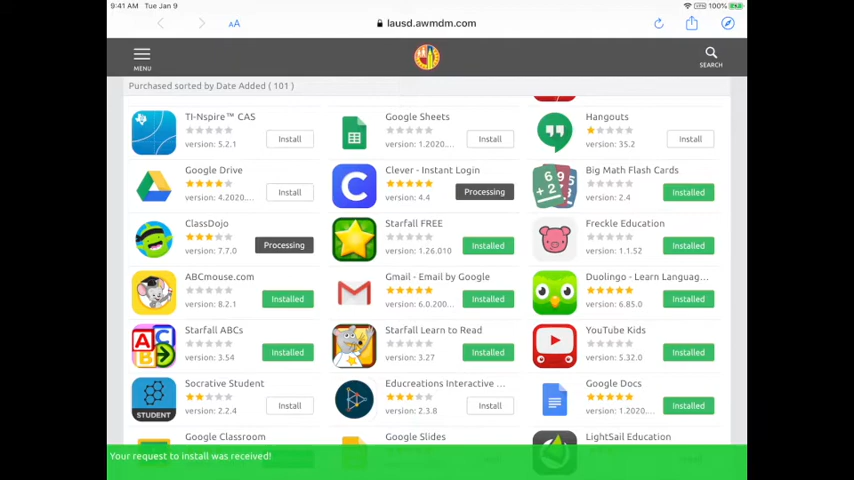 9:41 AM Tue Jan 9
100%
AA
lausd.awmdm.com
MENU
SEARCH
Purchased sorted by Date Added ( 101 )
TI-Nspire™ CAS
version: 5.2.1
Install
Google Sheets
version: 1.2020....
Install
Hangouts
version: 35.2
Install
Google Drive
version: 4.2020....
Install
Clever - Instant Login
version: 4.4
Processing
Big Math Flash Cards
version: 2.4
Installed
ClassDojo
version: 7.7.0
Processing
Starfall FREE
version: 1.26.010
Installed
Freckle Education
version: 1.1.52
Installed
ABCmouse.com
version: 8.2.1
Installed
Gmail - Email by Google
version: 6.0.200...
Installed
Duolingo - Learn Languag...
version: 6.85.0
Installed
Starfall ABCs
version: 3.54
Installed
Starfall Learn to Read
version: 3.27
Installed
YouTube Kids
version: 5.32.0
Installed
STUDENT
Socrative Student
version: 2.2.4
Install
Educreations Interactive ...
version: 2.3.8
Install
Google Docs
version: 1.2020....
Installed
Google Classroom
Google Slides
LightSail Education
Your request to install was received!